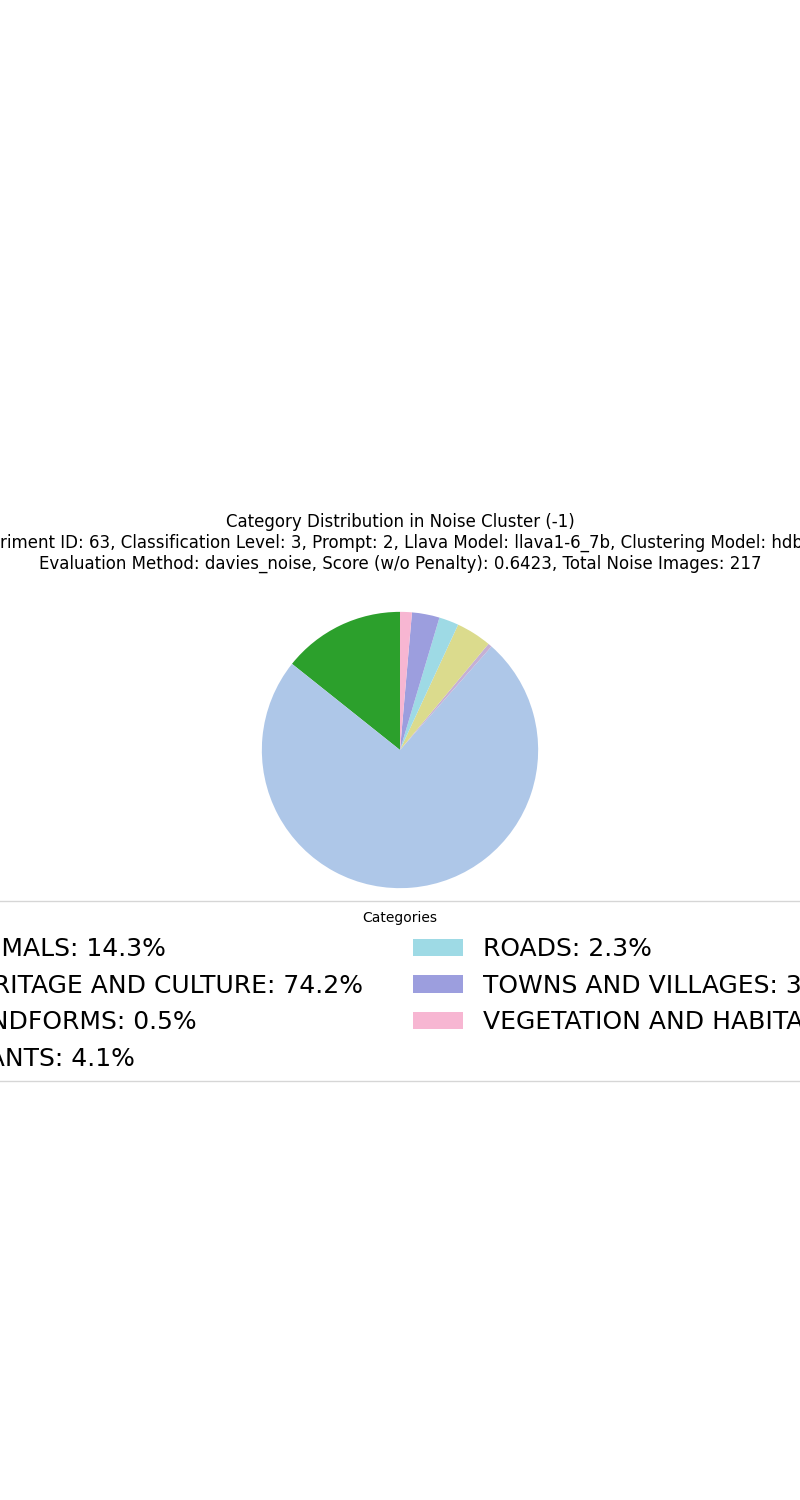 Category Distribution in Noise Cluster (-1)
riment ID: 63, Classification Level: 3, Prompt: 2, Llava Model: llava1-6_7b, Clustering Model: hdb
Evaluation Method: davies_noise, Score (w/o Penalty): 0.6423, Total Noise Images: 217
Categories
MALS: 14.3%
RITAGE AND CULTURE: 74.2%
NDFORMS: 0.5%
ANTS: 4.1%
ROADS: 2.3%
TOWNS AND VILLAGES: 3
VEGETATION AND HABITA